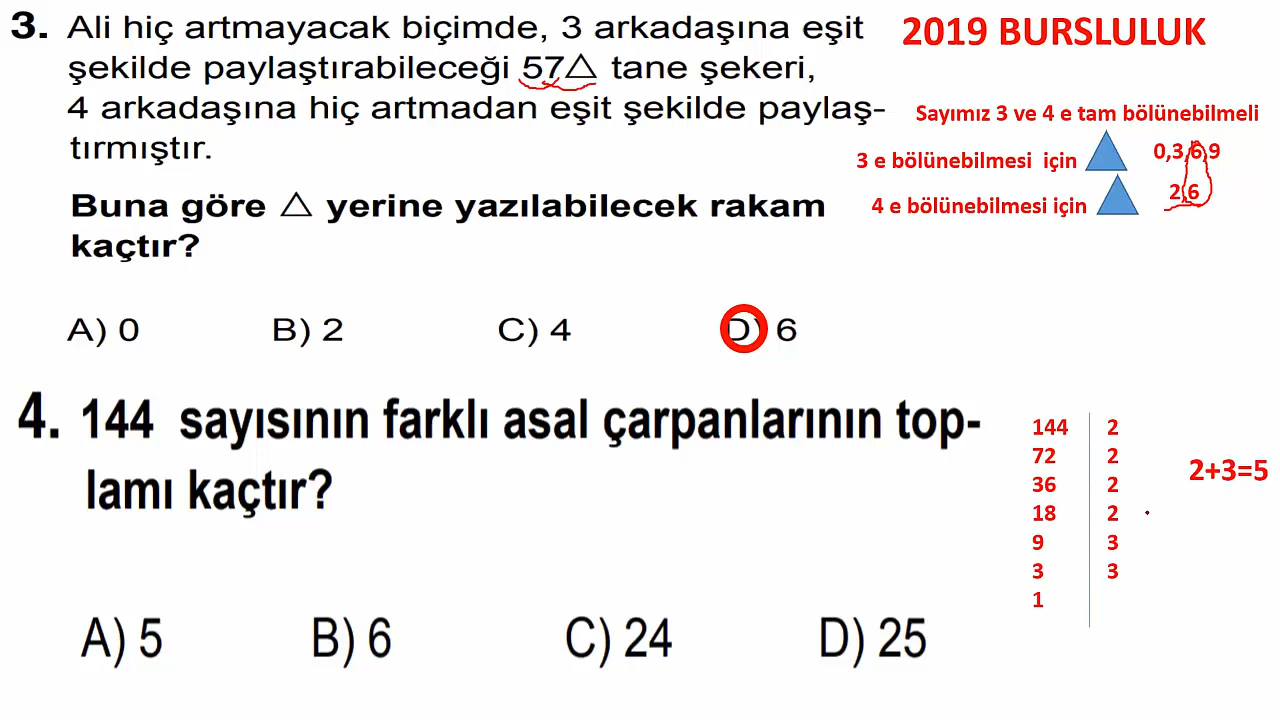 3. Ali hiç artmayacak biçimde, 3 arkadaşına eşit
şekilde paylaştırabileceği 57△ tane şekeri,
4 arkadaşına hiç artmadan eşit şekilde paylaş-
tırmıştır.
Buna göre △ yerine yazılabilecek rakam
kaçtır?
A) 0 B) 2 C) 4 D) 6
2019 BURSLULUK
Sayımız 3 ve 4 e tam bölünebilmeli
3 e bölünebilmesi için 0,3,6,9
4 e bölünebilmesi için 2,6
4. 144 sayısının farklı asal çarpanlarının top-
lamı kaçtır?
A) 5 B) 6 C) 24 D) 25
144 2
72 2
36 2
18 2
9 3
3 3
1
2+3=5